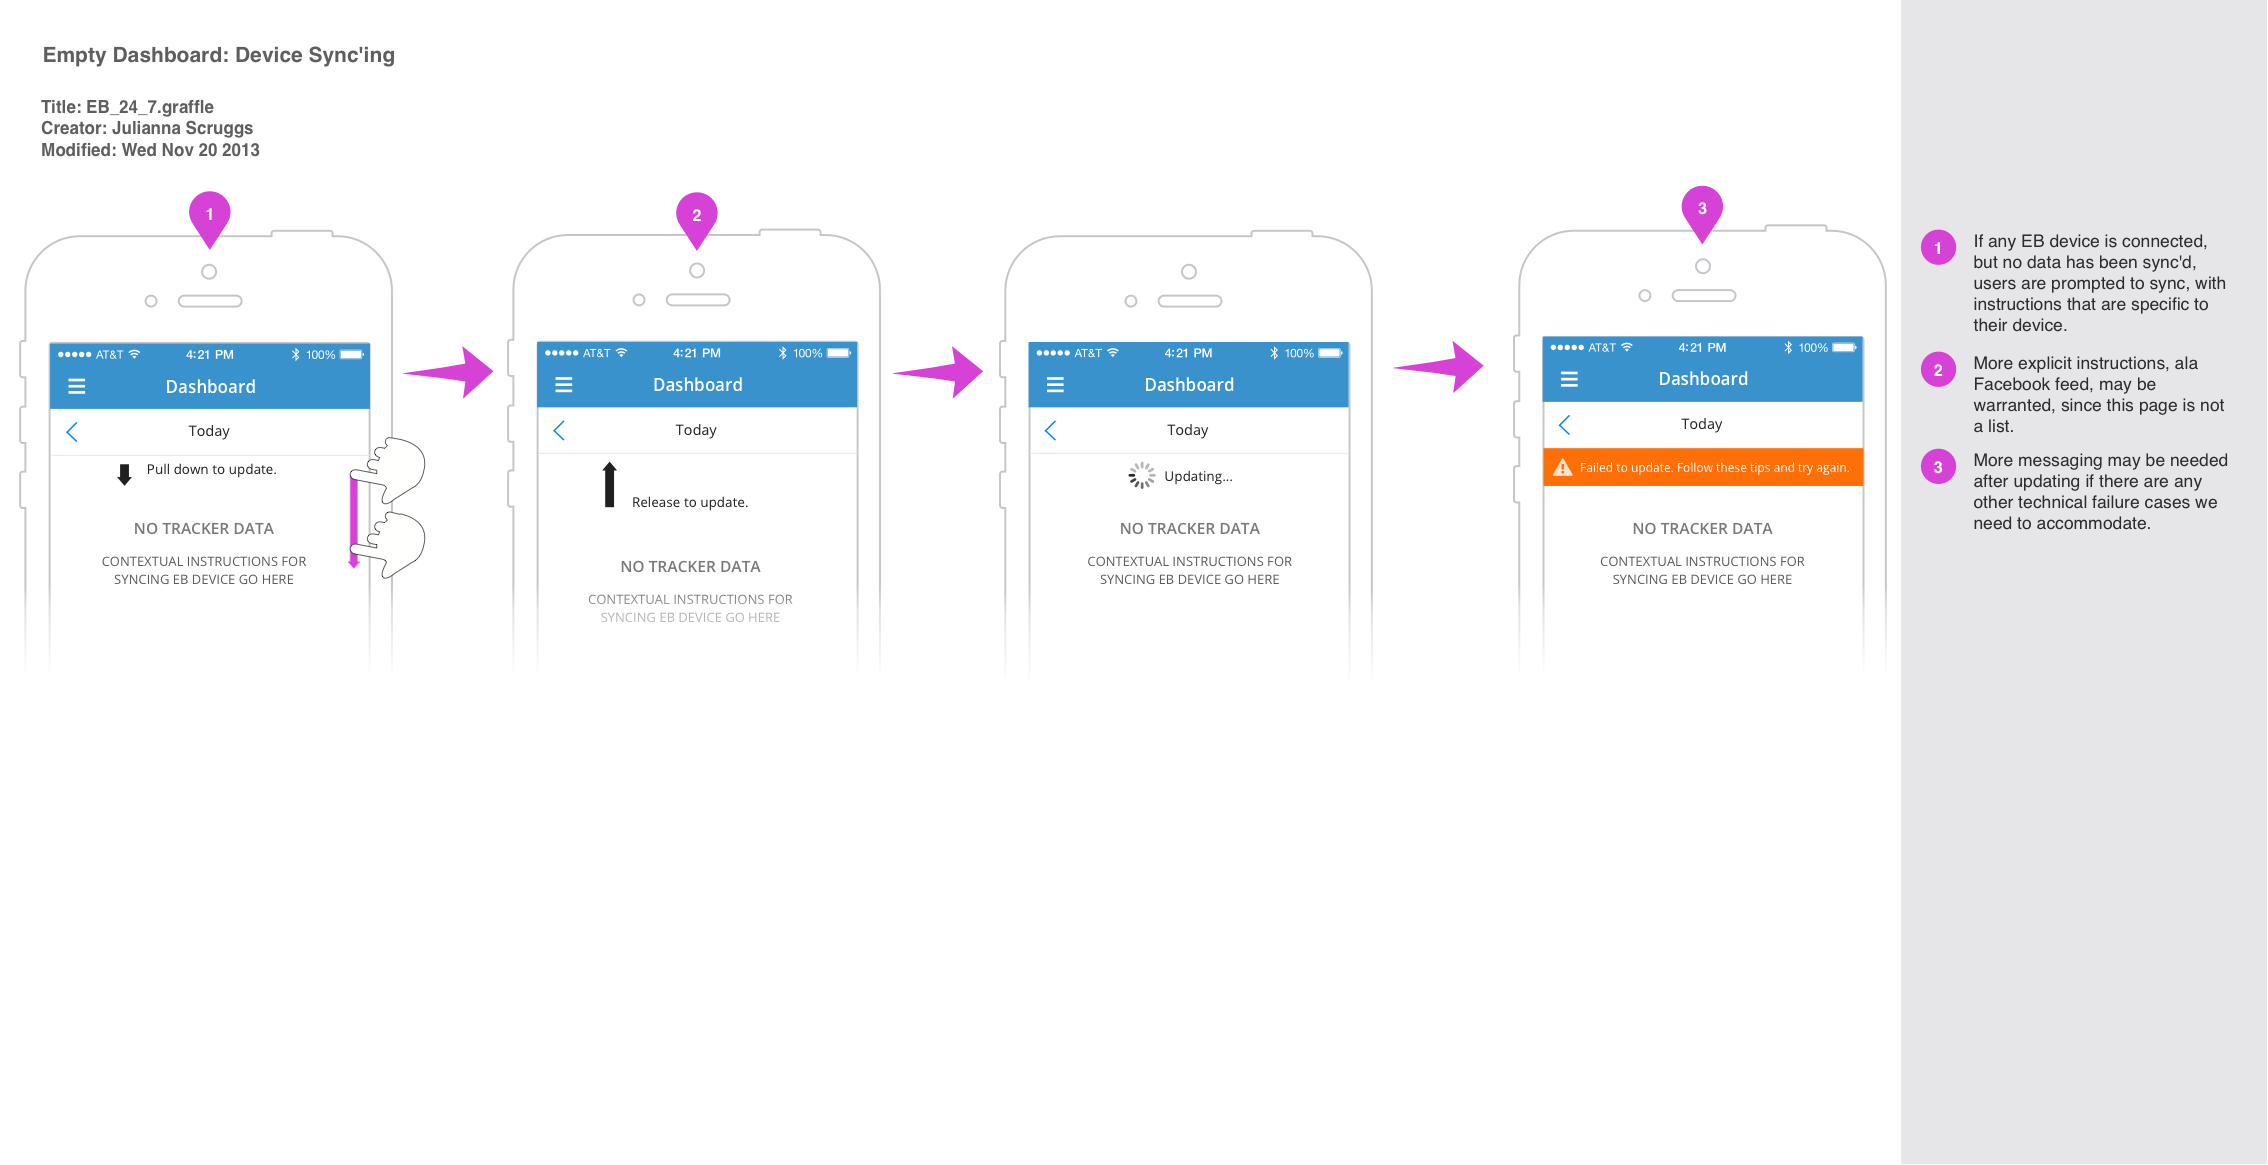 Empty Dashboard: Device Sync'ing
Title: EB_24_7.graffle
Creator: Julianna Scruggs
Modified: Wed Nov 20 2013
1
AT&T 4:21 PM 100%
Dashboard
Today
Pull down to update.
NO TRACKER DATA
CONTEXTUAL INSTRUCTIONS FOR
SYNCING EB DEVICE GO HERE
2
AT&T 4:21 PM 100%
Dashboard
Today
Release to update.
NO TRACKER DATA
CONTEXTUAL INSTRUCTIONS FOR
SYNCING EB DEVICE GO HERE
AT&T 4:21 PM 100%
Dashboard
Today
Updating...
NO TRACKER DATA
CONTEXTUAL INSTRUCTIONS FOR
SYNCING EB DEVICE GO HERE
3
AT&T 4:21 PM 100%
Dashboard
Today
Failed to update. Follow these tips and try again.
NO TRACKER DATA
CONTEXTUAL INSTRUCTIONS FOR
SYNCING EB DEVICE GO HERE
1 If any EB device is connected,
but no data has been sync'd,
users are prompted to sync, with
instructions that are specific to
their device.
2 More explicit instructions, ala
Facebook feed, may be
warranted, since this page is not
a list.
3 More messaging may be needed
after updating if there are any
other technical failure cases we
need to accommodate.